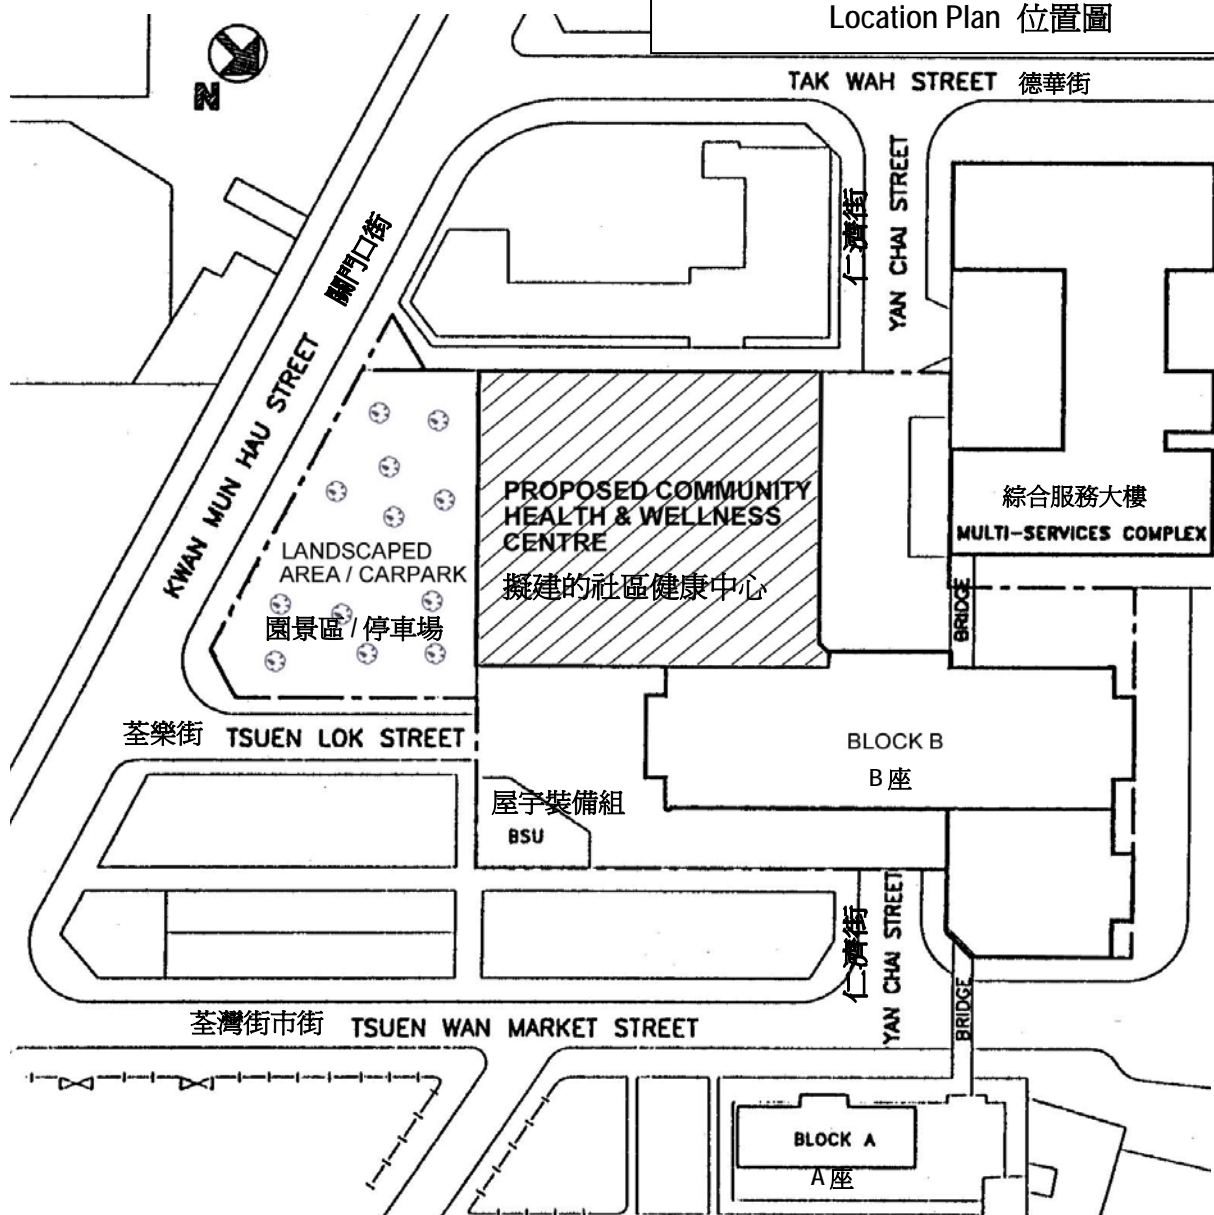 Location Plan 位置圖
N
TAK WAH STREET 德華街
仁濟街
YAN CHAI STREET
關門口街
KWAN MUN HAU STREET
PROPOSED COMMUNITY
HEALTH & WELLNESS
CENTRE
擬建的社區健康中心
綜合服務大樓
MULTI-SERVICES COMPLEX
LANDSCAPED
AREA / CARPARK
園景區 / 停車場
BRIDGE
荃樂街 TSUEN LOK STREET
BLOCK B
B 座
屋宇裝備組
BSU
仁濟街
YAN CHAI STREET
BRIDGE
荃灣街市街 TSUEN WAN MARKET STREET
BLOCK A
A 座